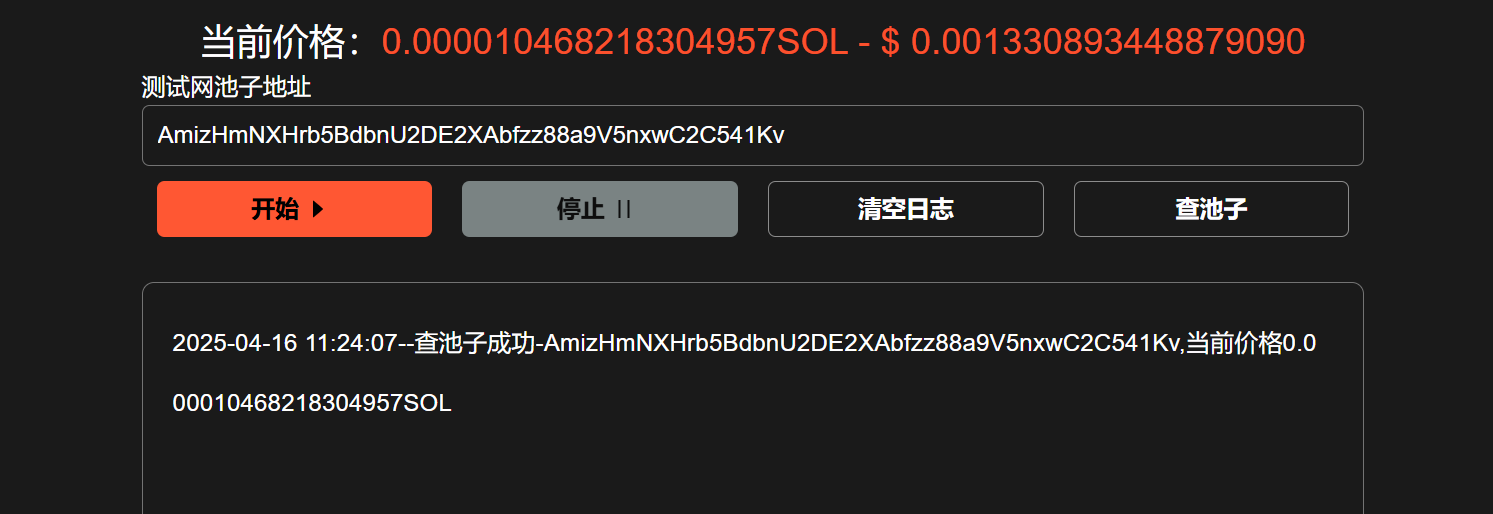 当前价格：0.000010468218304957SOL - $ 0.001330893448879090
测试网池子地址
AmizHmNXHrb5BdbnU2DE2XAbfzz88a9V5nxwC2C541Kv
开始 停止 清空日志 查池子
2025-04-16 11:24:07--查池子成功-AmizHmNXHrb5BdbnU2DE2XAbfzz88a9V5nxwC2C541Kv,当前价格0.0
00010468218304957SOL